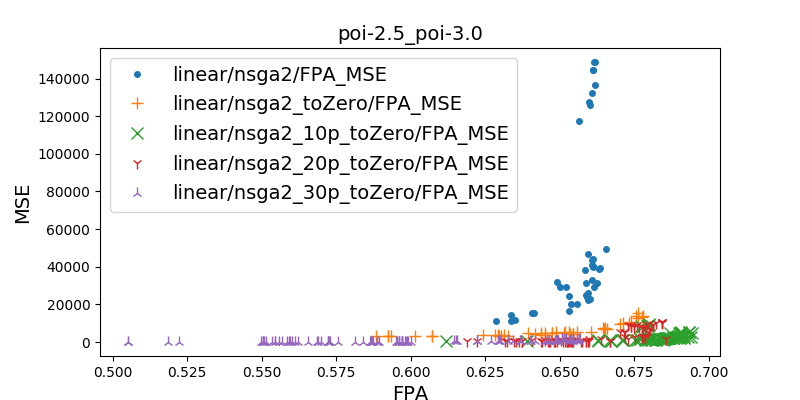 poi-2.5_poi-3.0
linear/nsga2/FPA_MSE
linear/nsga2_toZero/FPA_MSE
linear/nsga2_10p_toZero/FPA_MSE
linear/nsga2_20p_toZero/FPA_MSE
linear/nsga2_30p_toZero/FPA_MSE
MSE
140000
120000
100000
80000
60000
40000
20000
0
0.500 0.525 0.550 0.575 0.600 0.625 0.650 0.675 0.700
FPA